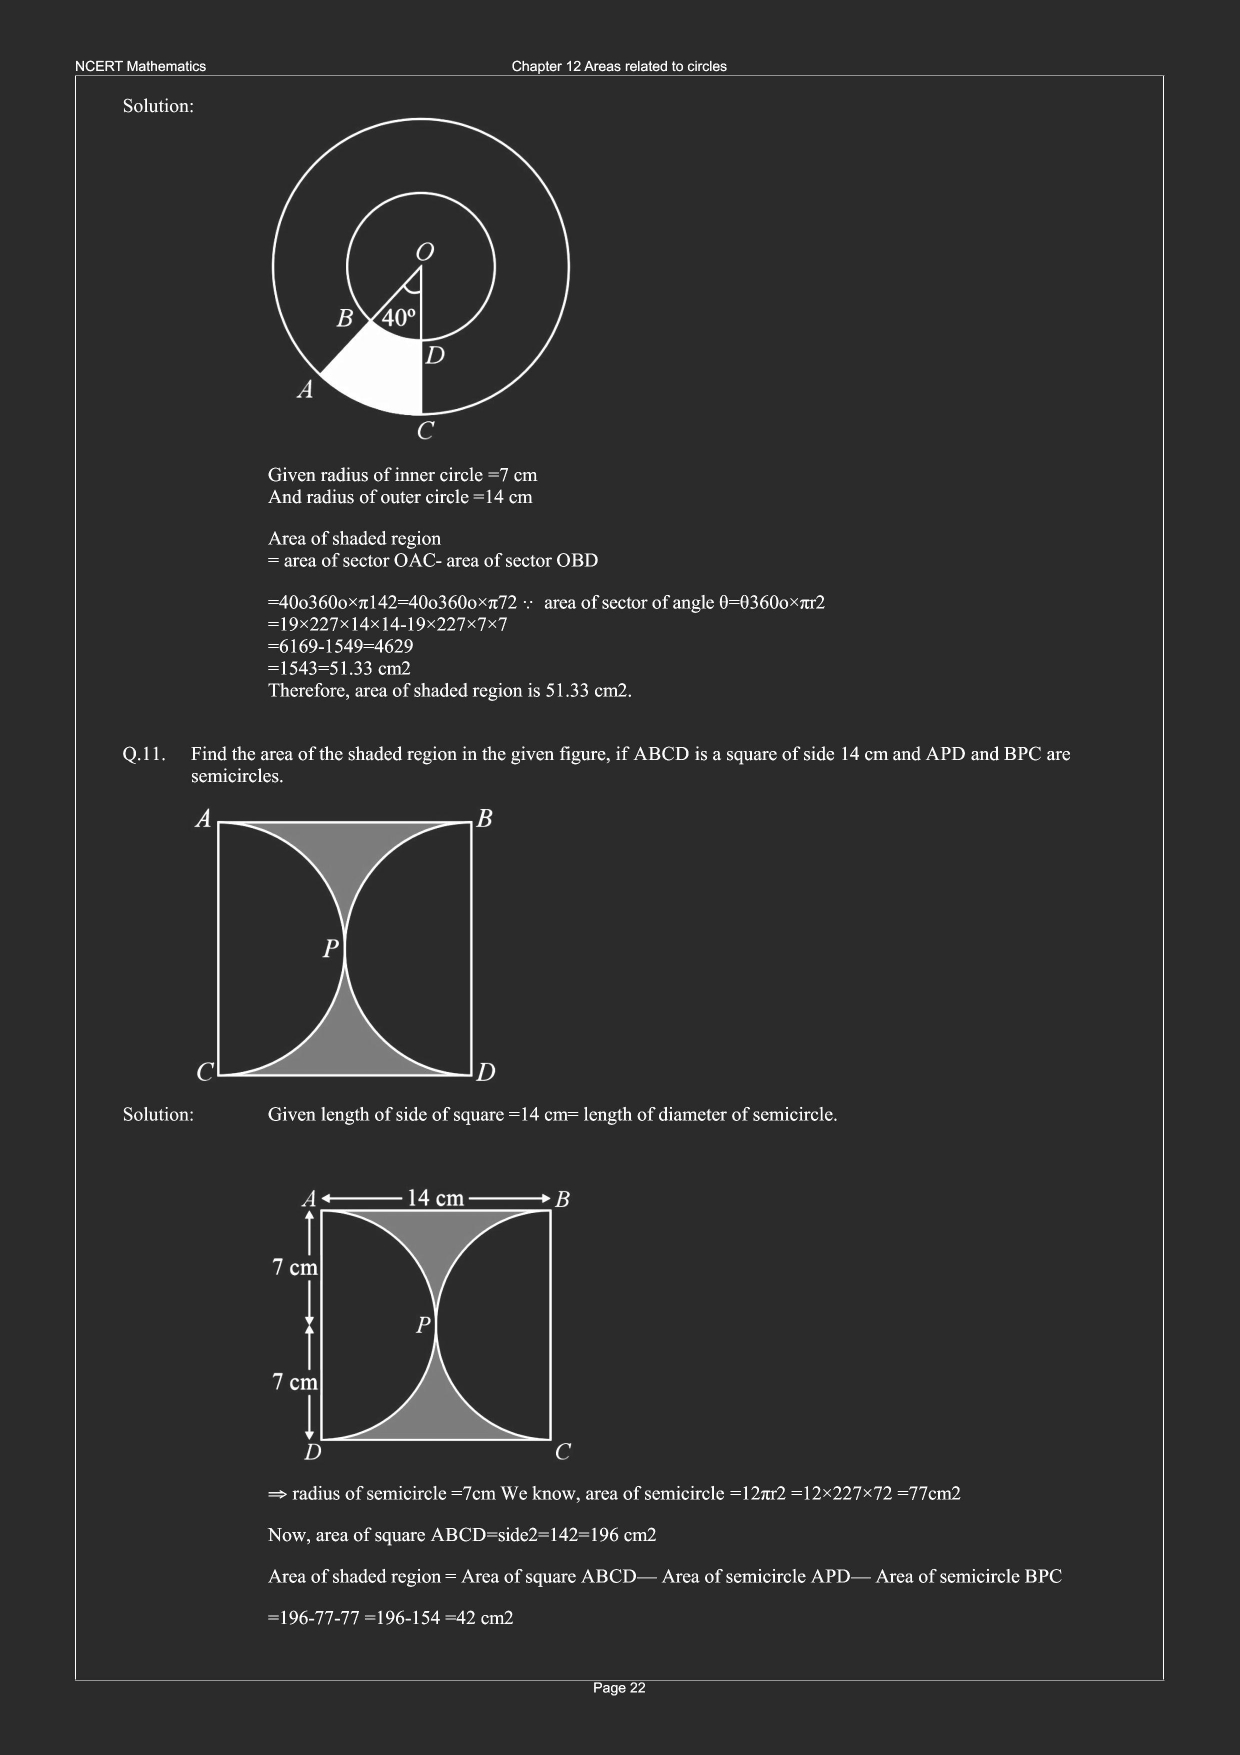 NCERT Mathematics Chapter 12 Areas related to circles
Solution:
O
B 40º
D
A
C
Given radius of inner circle =7 cm
And radius of outer circle =14 cm
Area of shaded region
= area of sector OAC- area of sector OBD
=40o360o×π142=40o360o×π72 ∵ area of sector of angle θ=θ360o×πr2
=19×227×14×14-19×227×7×7
=6169-1549=4629
=1543=51.33 cm2
Therefore, area of shaded region is 51.33 cm2.
Q.11. Find the area of the shaded region in the given figure, if ABCD is a square of side 14 cm and APD and BPC are
semicircles.
A B
P
C D
Solution: Given length of side of square =14 cm= length of diameter of semicircle.
A 14 cm B
7 cm
P
7 cm
D C
⇒ radius of semicircle =7cm We know, area of semicircle =12πr2 =12×227×72 =77cm2
Now, area of square ABCD=side2=142=196 cm2
Area of shaded region = Area of square ABCD— Area of semicircle APD— Area of semicircle BPC
=196-77-77 =196-154 =42 cm2
Page 22